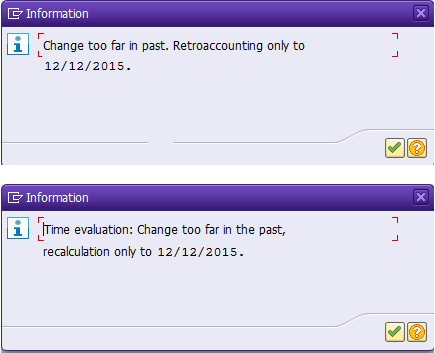 Information
Change too far in past. Retroaccounting only to
12/12/2015.
Information
Time evaluation: Change too far in the past,
recalculation only to 12/12/2015.